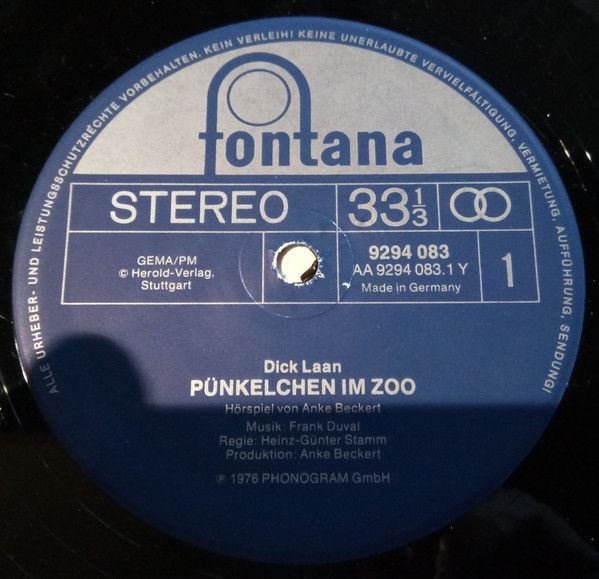 ALLE URHEBER- UND LEISTUNGSSCHUTZRECHTE VORBEHALTEN. KEIN VERLEIH! KEINE UNERLAUBTE VERVIELFÄLTIGUNG, VERMIETUNG, AUFFÜHRUNG, SENDUNG!
fontana
STEREO
33 1/3
GEMA/PM
© Herold-Verlag,
Stuttgart
9294 083
AA 9294 083.1 Y
Made in Germany
1
Dick Laan
PÜNKELCHEN IM ZOO
Hörspiel von Anke Beckert
Musik: Frank Duval
Regie: Heinz-Günter Stamm
Produktion: Anke Beckert
℗ 1976 PHONOGRAM GmbH